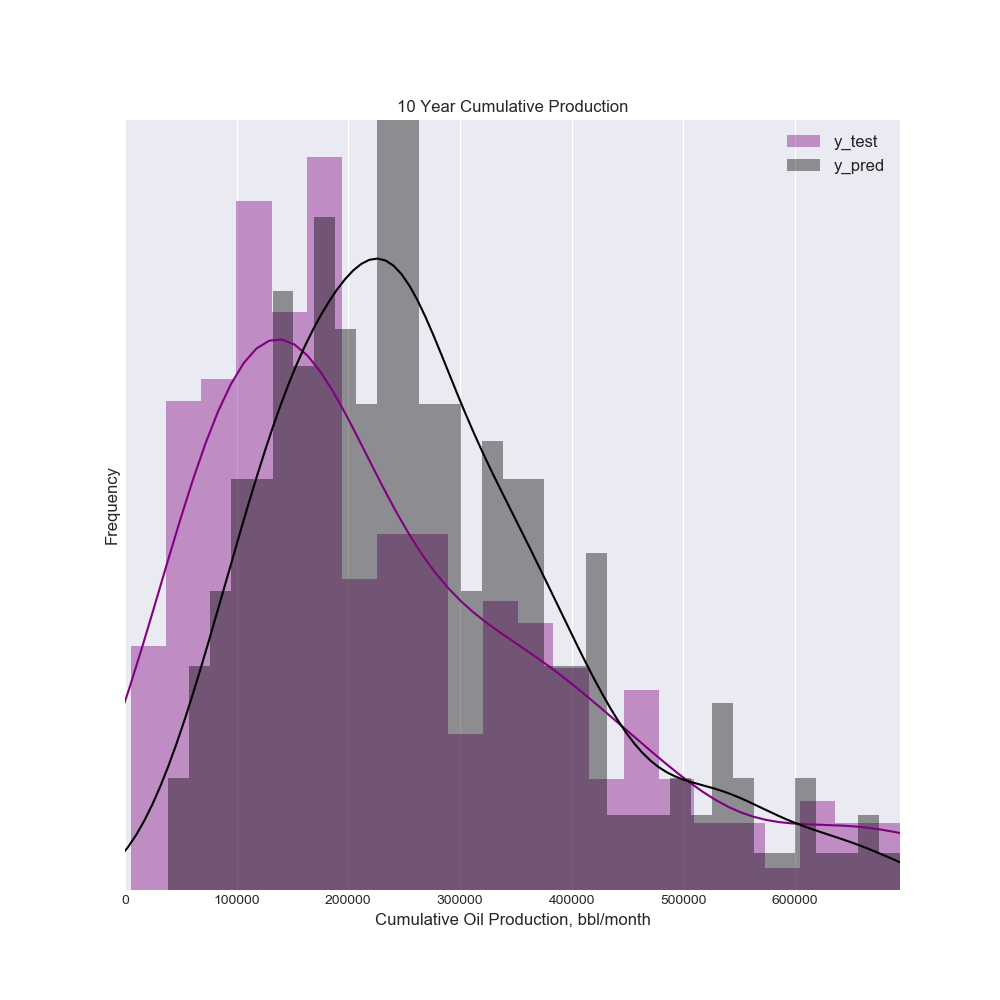 10 Year Cumulative Production
y_test
y_pred
Frequency
0 100000 200000 300000 400000 500000 600000
Cumulative Oil Production, bbl/month